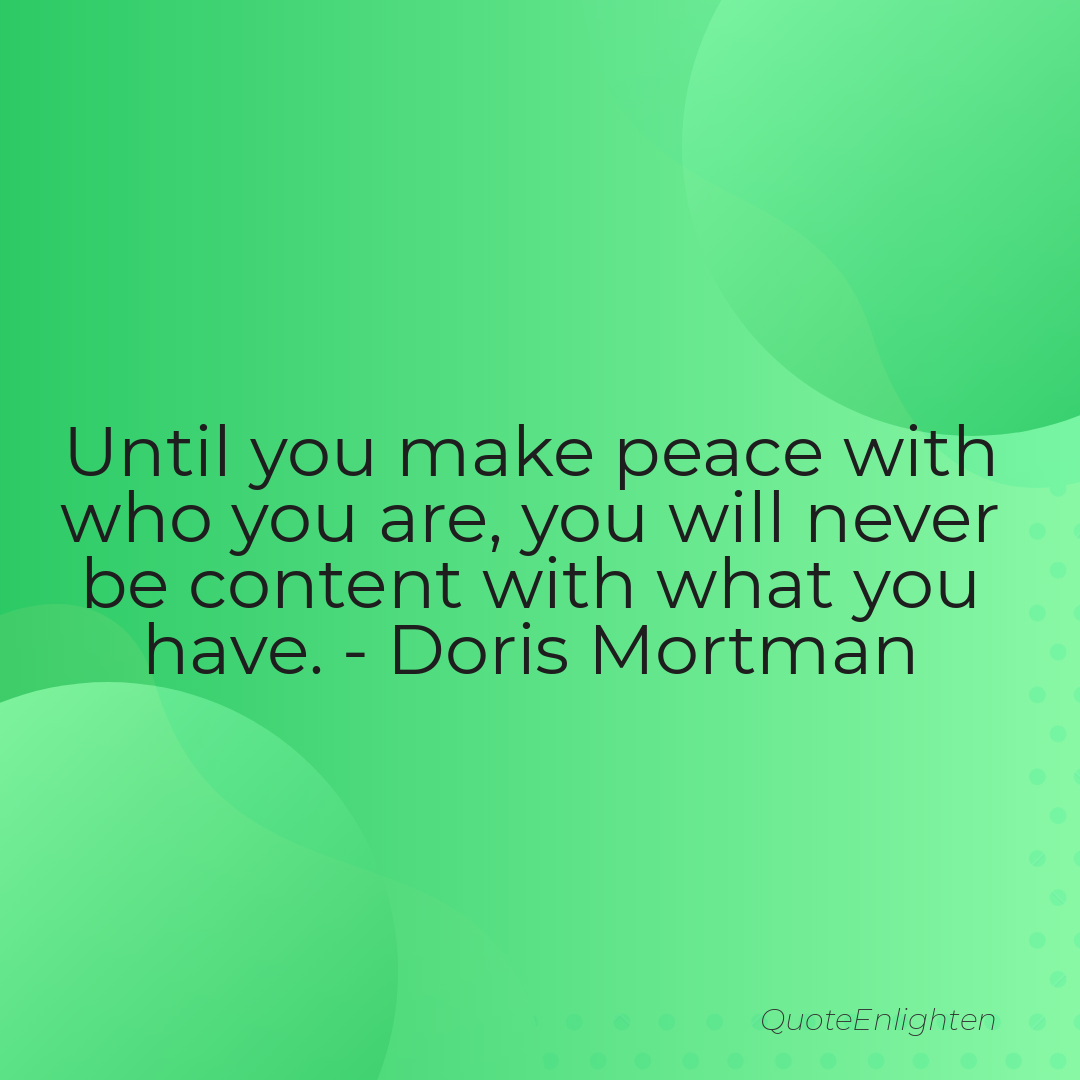 Until you make peace with
who you are, you will never
be content with what you
have. - Doris Mortman
QuoteEnlighten